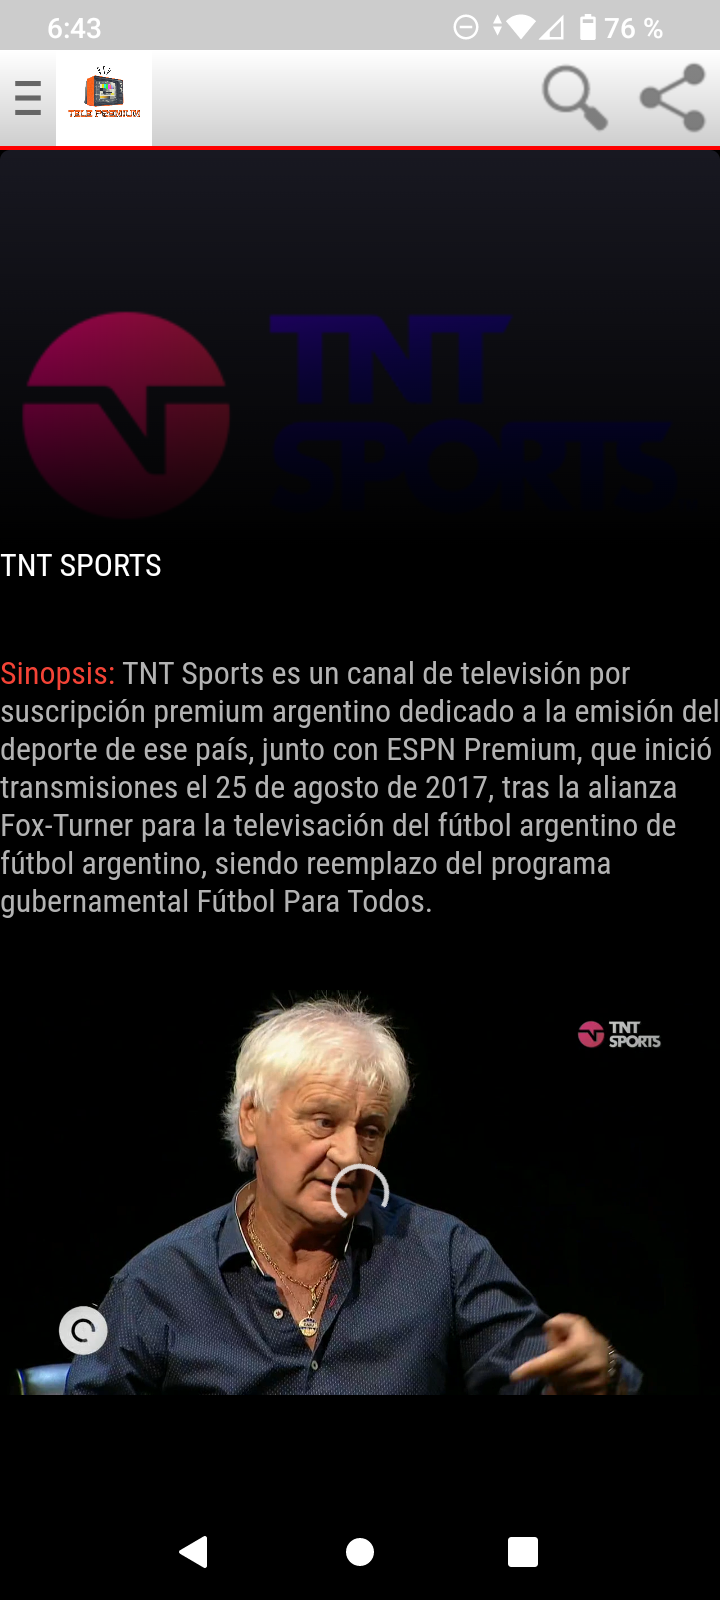 6:43
76 %
TELE PREMIUM
TNT
SPORTS
TNT SPORTS
Sinopsis: TNT Sports es un canal de televisión por
suscripción premium argentino dedicado a la emisión del
deporte de ese país, junto con ESPN Premium, que inició
transmisiones el 25 de agosto de 2017, tras la alianza
Fox-Turner para la televisación del fútbol argentino de
fútbol argentino, siendo reemplazo del programa
gubernamental Fútbol Para Todos.
TNT
SPORTS